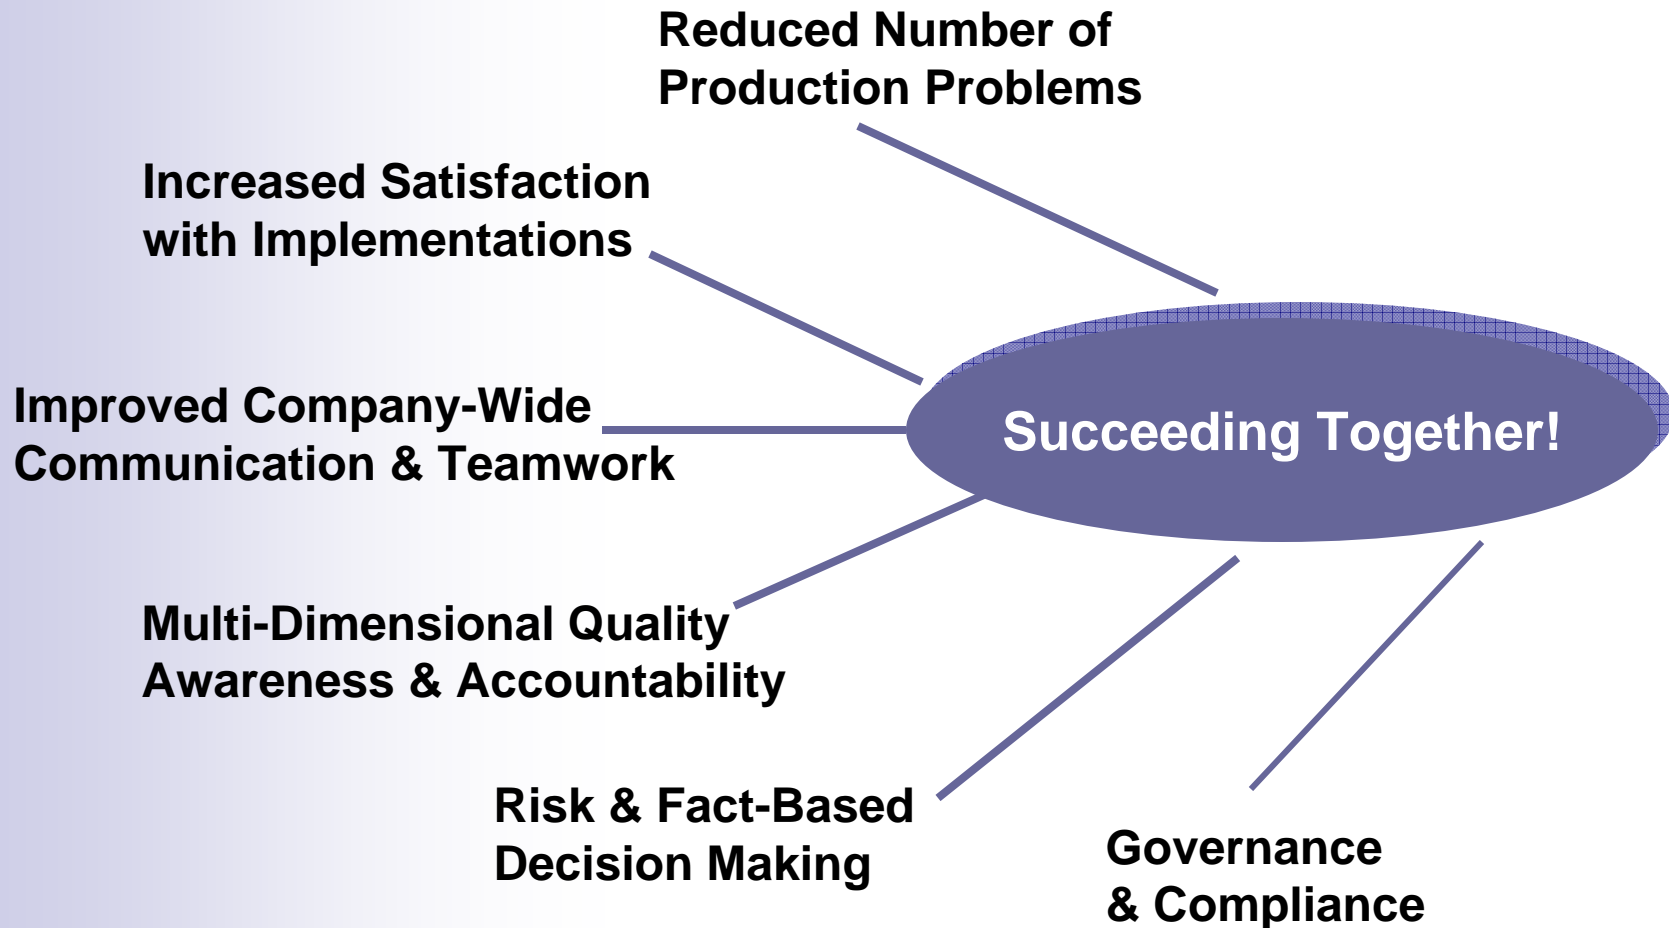 Reduced Number of
Production Problems
Increased Satisfaction
with Implementations
Improved Company-Wide
Communication & Teamwork
Succeeding Together!
Multi-Dimensional Quality
Awareness & Accountability
Risk & Fact-Based
Decision Making
Governance
& Compliance